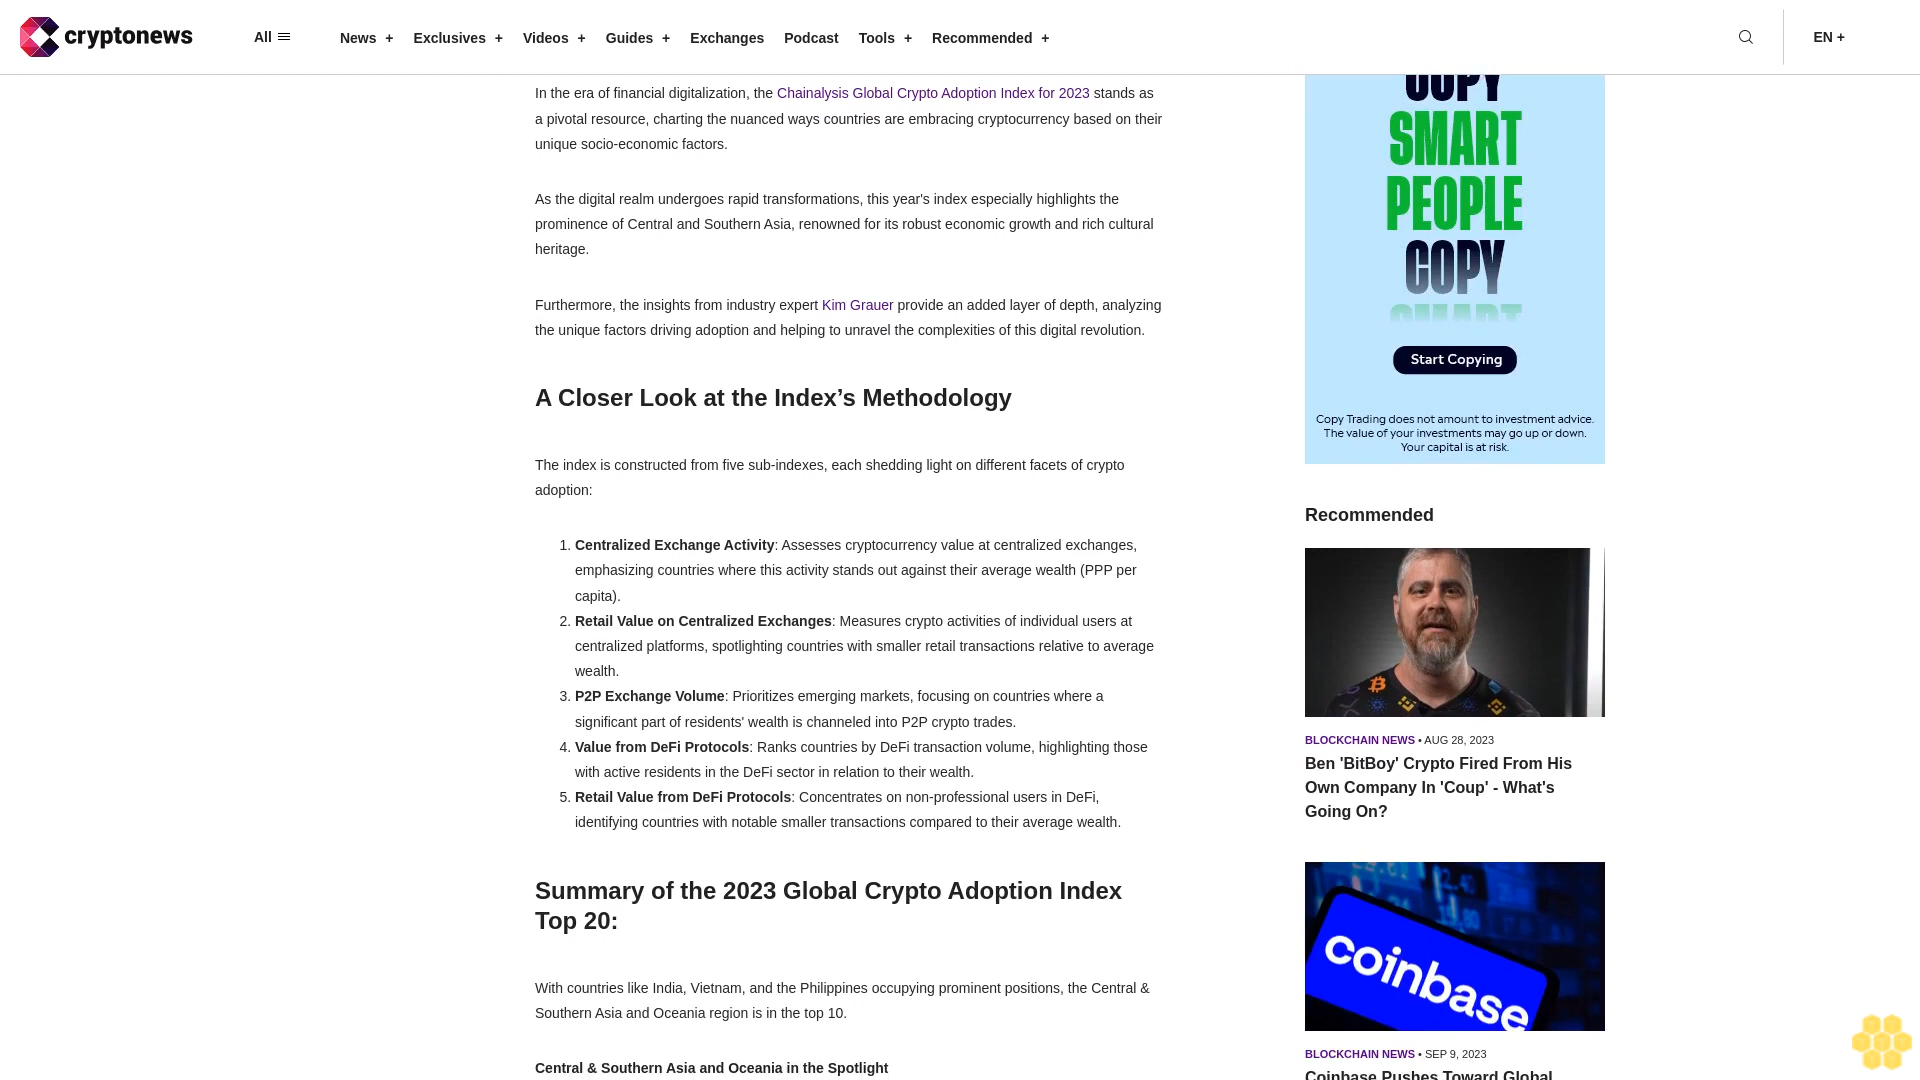 cryptonews
All
News +
Exclusives +
Videos +
Guides +
Exchanges
Podcast
Tools +
Recommended +
EN +
In the era of financial digitalization, the Chainalysis Global Crypto Adoption Index for 2023 stands as
a pivotal resource, charting the nuanced ways countries are embracing cryptocurrency based on their
unique socio-economic factors.
As the digital realm undergoes rapid transformations, this year's index especially highlights the
prominence of Central and Southern Asia, renowned for its robust economic growth and rich cultural
heritage.
Furthermore, the insights from industry expert Kim Grauer provide an added layer of depth, analyzing
the unique factors driving adoption and helping to unravel the complexities of this digital revolution.
A Closer Look at the Index’s Methodology
The index is constructed from five sub-indexes, each shedding light on different facets of crypto
adoption:
1. Centralized Exchange Activity: Assesses cryptocurrency value at centralized exchanges,
emphasizing countries where this activity stands out against their average wealth (PPP per
capita).
2. Retail Value on Centralized Exchanges: Measures crypto activities of individual users at
centralized platforms, spotlighting countries with smaller retail transactions relative to average
wealth.
3. P2P Exchange Volume: Prioritizes emerging markets, focusing on countries where a
significant part of residents' wealth is channeled into P2P crypto trades.
4. Value from DeFi Protocols: Ranks countries by DeFi transaction volume, highlighting those
with active residents in the DeFi sector in relation to their wealth.
5. Retail Value from DeFi Protocols: Concentrates on non-professional users in DeFi,
identifying countries with notable smaller transactions compared to their average wealth.
Summary of the 2023 Global Crypto Adoption Index
Top 20:
With countries like India, Vietnam, and the Philippines occupying prominent positions, the Central &
Southern Asia and Oceania region is in the top 10.
Central & Southern Asia and Oceania in the Spotlight
COPY
SMART
PEOPLE
COPY
SMART
Start Copying
Copy Trading does not amount to investment advice.
The value of your investments may go up or down.
Your capital is at risk.
Recommended
BLOCKCHAIN NEWS • AUG 28, 2023
Ben 'BitBoy' Crypto Fired From His
Own Company In 'Coup' - What's
Going On?
coinbase
BLOCKCHAIN NEWS • SEP 9, 2023
Coinbase Pushes Toward Global